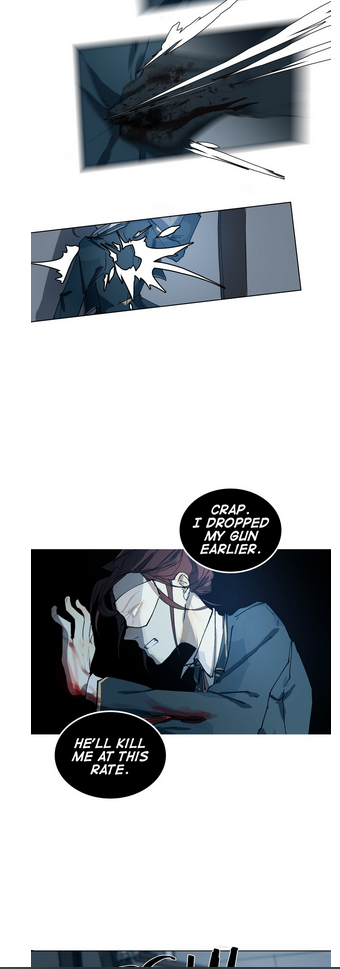 CRAP.
I DROPPED
MY GUN
EARLIER.
HE'LL KILL
ME AT THIS
RATE.